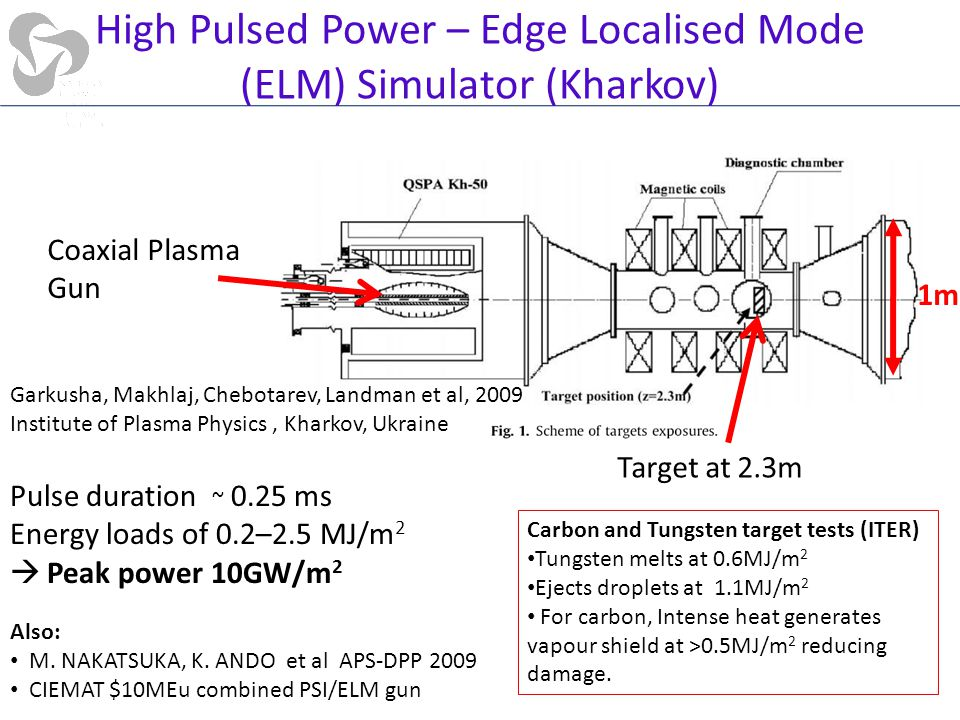 High Pulsed Power – Edge Localised Mode
(ELM) Simulator (Kharkov)
Diagnostic chamber
QSPA Kh-50
Magnetic coils
Coaxial Plasma
Gun
1m
Target position (z=2.3m)
Garkusha, Makhlaj, Chebotarev, Landman et al, 2009
Institute of Plasma Physics , Kharkov, Ukraine
Fig. 1. Scheme of targets exposures.
Target at 2.3m
Pulse duration ~ 0.25 ms
Energy loads of 0.2–2.5 MJ/m²
→ Peak power 10GW/m²
Carbon and Tungsten target tests (ITER)
•Tungsten melts at 0.6MJ/m²
•Ejects droplets at 1.1MJ/m²
• For carbon, Intense heat generates
vapour shield at >0.5MJ/m² reducing
damage.
Also:
• M. NAKATSUKA, K. ANDO et al APS-DPP 2009
• CIEMAT $10MEu combined PSI/ELM gun